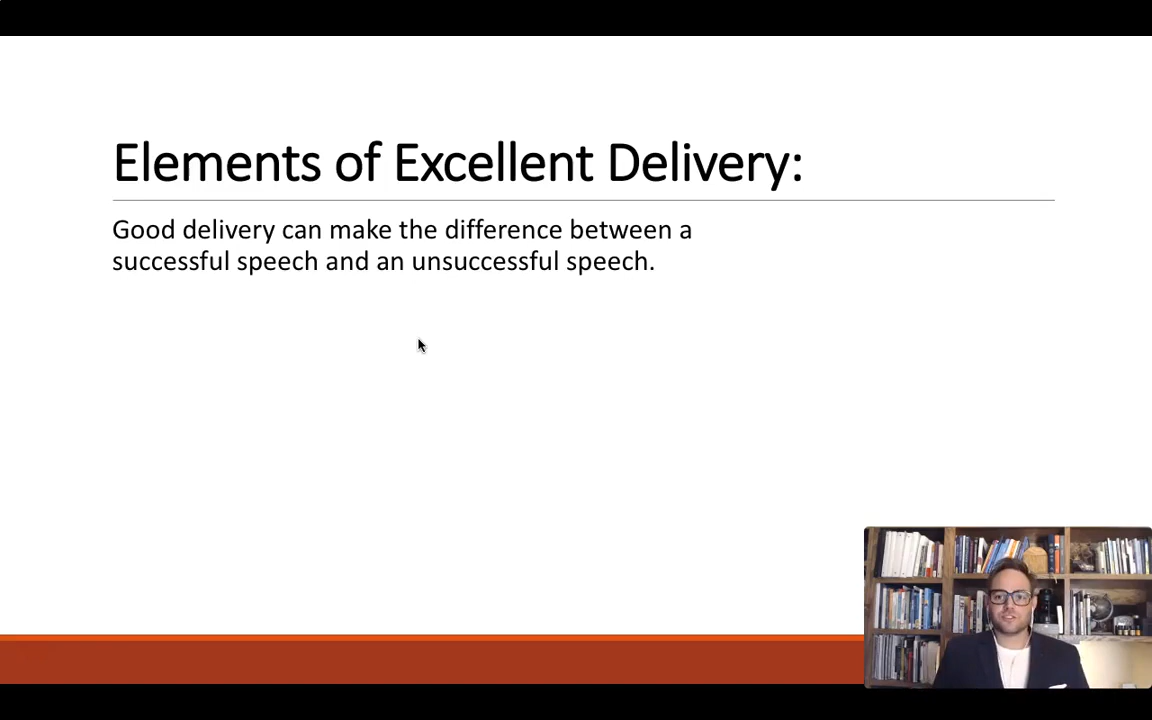 Elements of Excellent Delivery:
Good delivery can make the difference between a
successful speech and an unsuccessful speech.